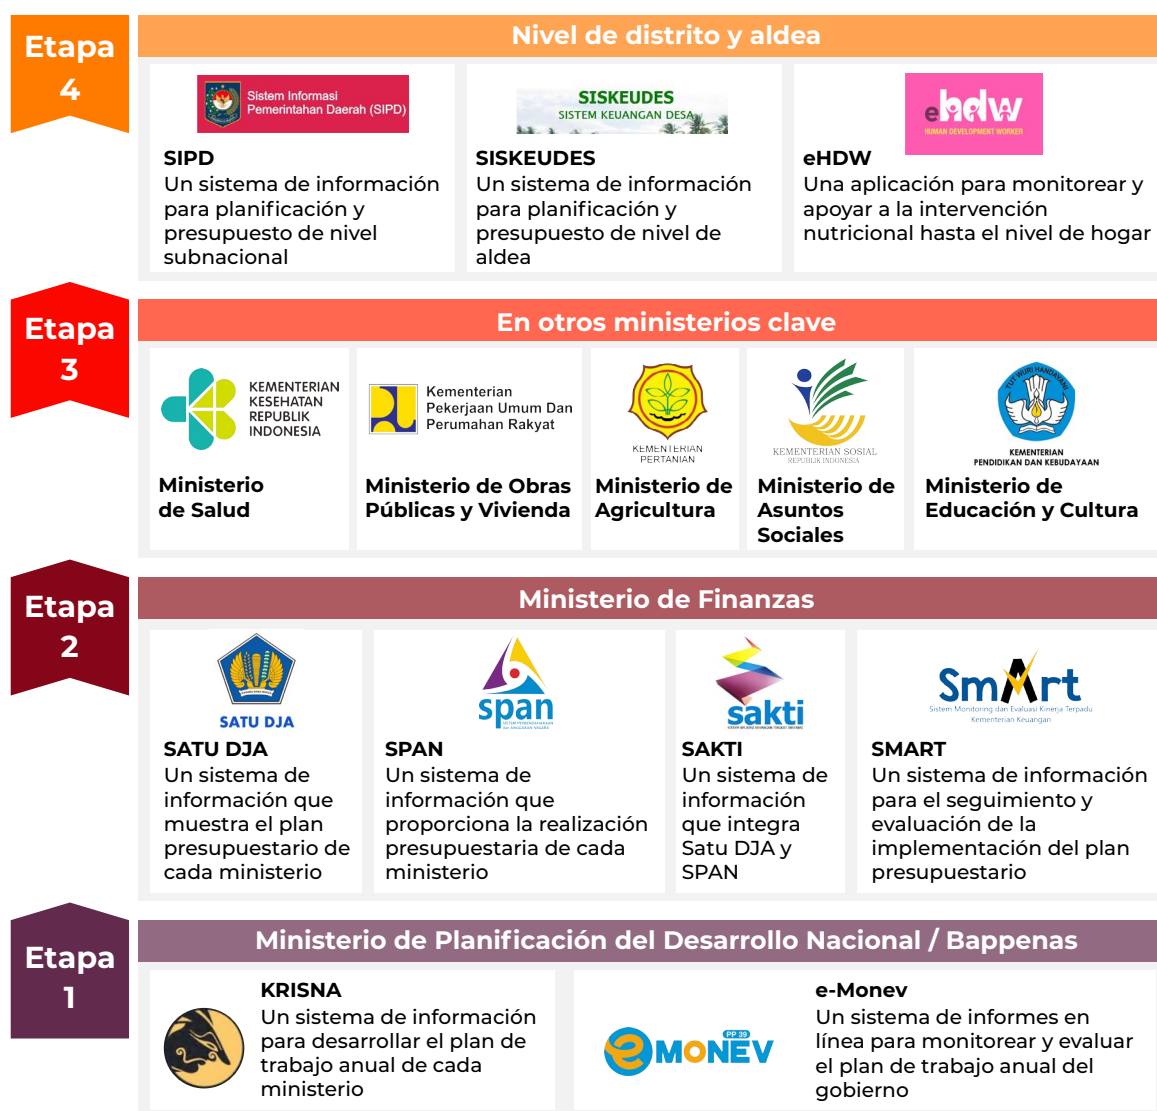 Etapa
4
Nivel de distrito y aldea
Sistem Informasi
Pemerintahan Daerah (SIPD)
SIPD
Un sistema de información
para planificación y
presupuesto de nivel
subnacional
SISKEUDES
SISTEM KEUANGAN DESA
SISKEUDES
Un sistema de información
para planificación y
presupuesto de nivel de
aldea
ehdw
HUMAN DEVELOPMENT WORKER
eHDW
Una aplicación para monitorear y
apoyar a la intervención
nutricional hasta el nivel de hogar
Etapa
3
En otros ministerios clave
KEMENTERIAN
KESEHATAN
REPUBLIK
INDONESIA
Ministerio
de Salud
Kementerian
Pekerjaan Umum Dan
Perumahan Rakyat
Ministerio de Obras
Públicas y Vivienda
KEMENTERIAN
PERTANIAN
Ministerio de
Agricultura
KEMENTERIAN SOSIAL
REPUBLIK INDONESIA
Ministerio de
Asuntos
Sociales
TUT WURI HANDAYANI
KEMENTERIAN
PENDIDIKAN DAN KEBUDAYAAN
Ministerio de
Educación y Cultura
Etapa
2
Ministerio de Finanzas
SATU DJA
SATU DJA
Un sistema de
información que
muestra el plan
presupuestario de
cada ministerio
span
SISTEM PERBENDAHARAAN
dan ANGGARAN NEGARA
SPAN
Un sistema de
información que
proporciona la realización
presupuestaria de cada
ministerio
sakti
SAKTI
Un sistema de
información
que integra
Satu DJA y
SPAN
SmArt
Sistem Monitoring dan Evaluasi Kinerja Terpadu
Kementerian Keuangan
SMART
Un sistema de información
para el seguimiento y
evaluación de la
implementación del plan
presupuestario
Etapa
1
Ministerio de Planificación del Desarrollo Nacional / Bappenas
KRISNA
Un sistema de información
para desarrollar el plan de
trabajo anual de cada
ministerio
PP 39
eMONEV
e-Monev
Un sistema de informes en
línea para monitorear y evaluar
el plan de trabajo anual del
gobierno